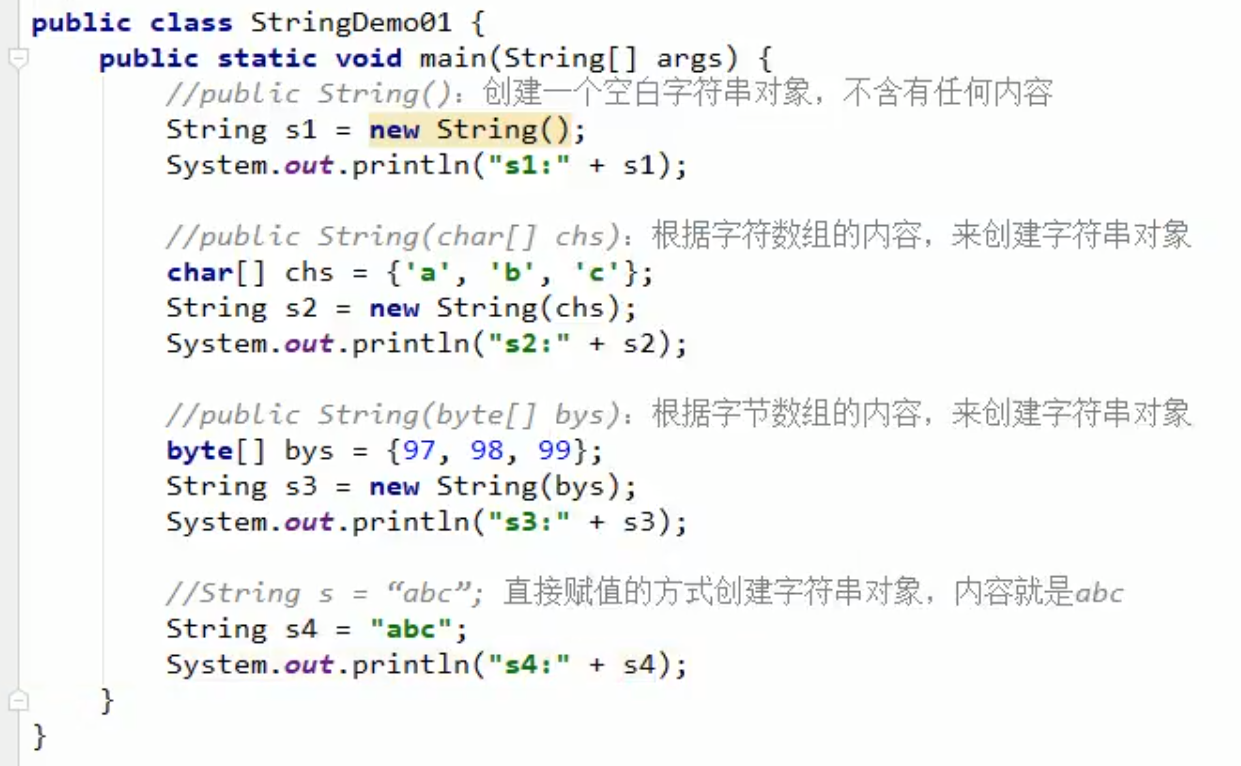 public class StringDemo01 {
    public static void main(String[] args) {
        //public String()：创建一个空白字符串对象，不含有任何内容
        String s1 = new String();
        System.out.println("s1:" + s1);

        //public String(char[] chs)：根据字符数组的内容，来创建字符串对象
        char[] chs = {'a', 'b', 'c'};
        String s2 = new String(chs);
        System.out.println("s2:" + s2);

        //public String(byte[] bys)：根据字节数组的内容，来创建字符串对象
        byte[] bys = {97, 98, 99};
        String s3 = new String(bys);
        System.out.println("s3:" + s3);

        //String s = “abc”; 直接赋值的方式创建字符串对象，内容就是abc
        String s4 = "abc";
        System.out.println("s4:" + s4);
    }
}